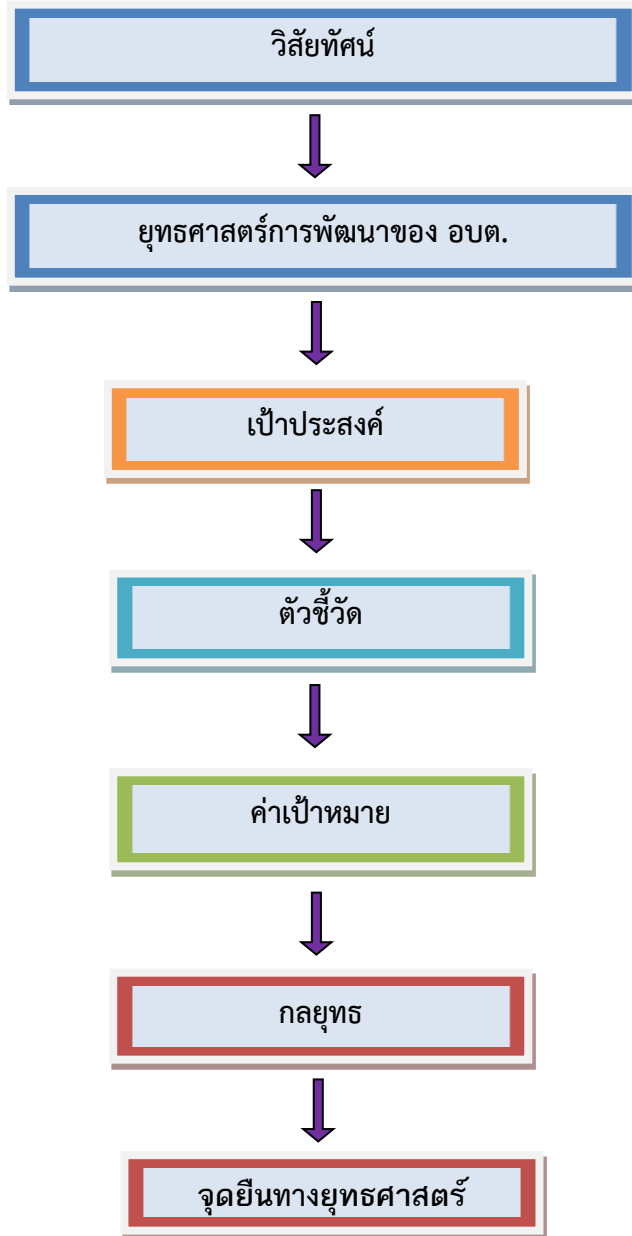 วิสัยทัศน์
ยุทธศาสตร์การพัฒนาของ อบต.
เป้าประสงค์
ตัวชี้วัด
ค่าเป้าหมาย
กลยุทธ
จุดยืนทางยุทธศาสตร์